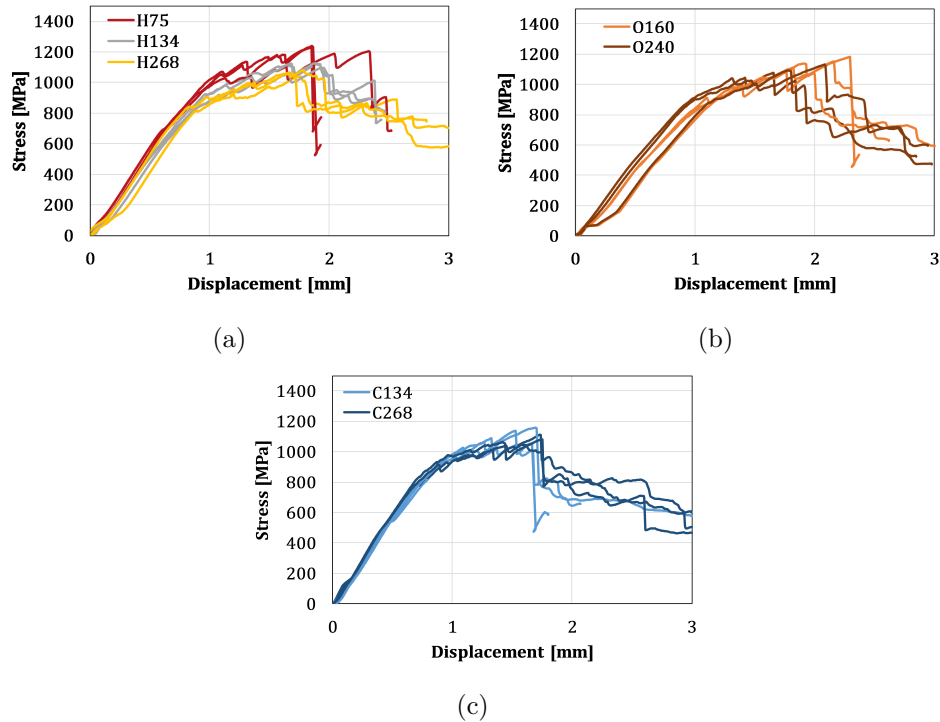 1400
1200
1000
800
600
400
200
0
Stress [MPa]
H75
H134
H268
0 1 2 3
Displacement [mm]
(a)
1400
1200
1000
800
600
400
200
0
Stress [MPa]
O160
O240
0 1 2 3
Displacement [mm]
(b)
1400
1200
1000
800
600
400
200
0
Stress [MPa]
C134
C268
0 1 2 3
Displacement [mm]
(c)